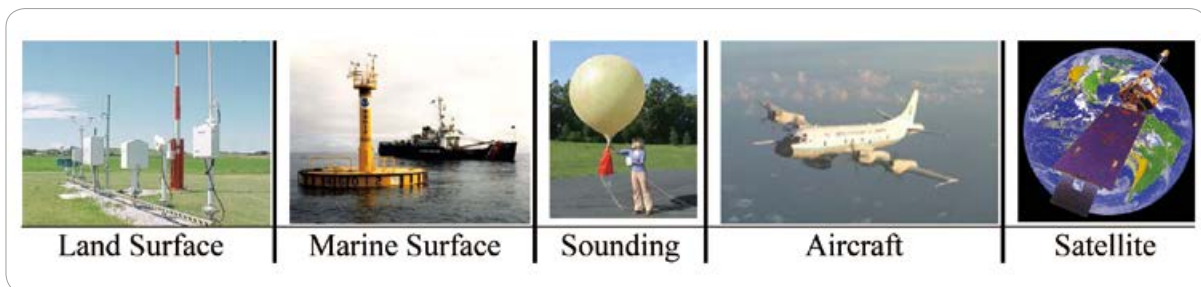 Land Surface
Marine Surface
Sounding
Aircraft
Satellite